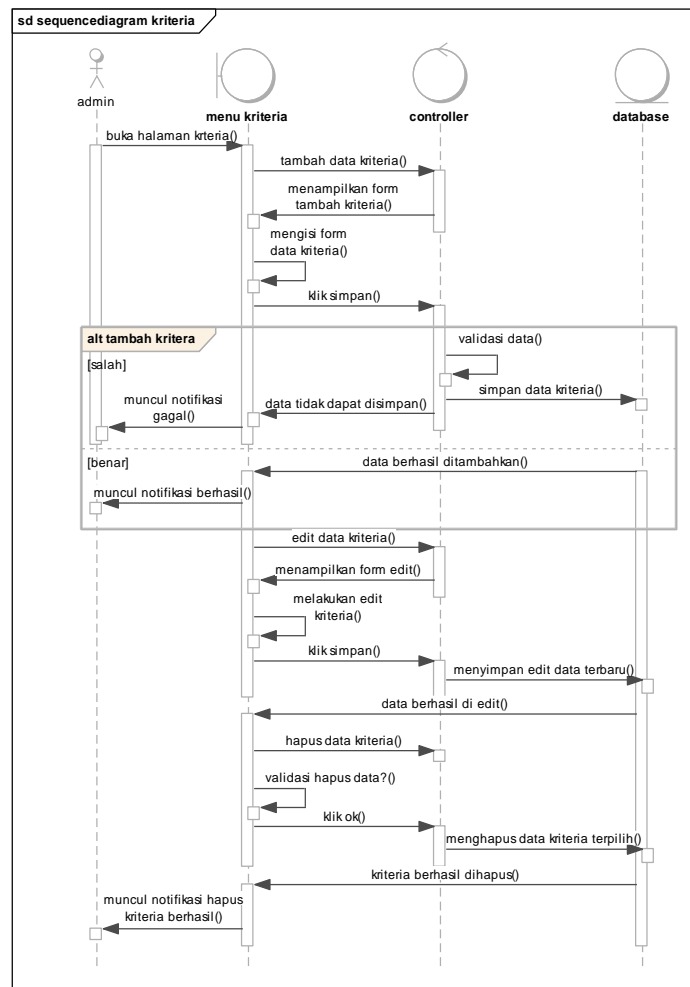 sd sequencediagram kriteria
admin
menu kriteria
controller
database
buka halaman krteria()
tambah data kriteria()
menampilkan form
tambah kriteria()
mengisi form
data kriteria()
klik simpan()
alt tambah kritera
validasi data()
[salah]
simpan data kriteria()
muncul notifikasi
gagal()
data tidak dapat disimpan()
[benar]
data berhasil ditambahkan()
muncul notifikasi berhasil()
edit data kriteria()
menampilkan form edit()
melakukan edit
kriteria()
klik simpan()
menyimpan edit data terbaru()
data berhasil di edit()
hapus data kriteria()
validasi hapus data?()
klik ok()
menghapus data kriteria terpilih()
kriteria berhasil dihapus()
muncul notifikasi hapus
kriteria berhasil()